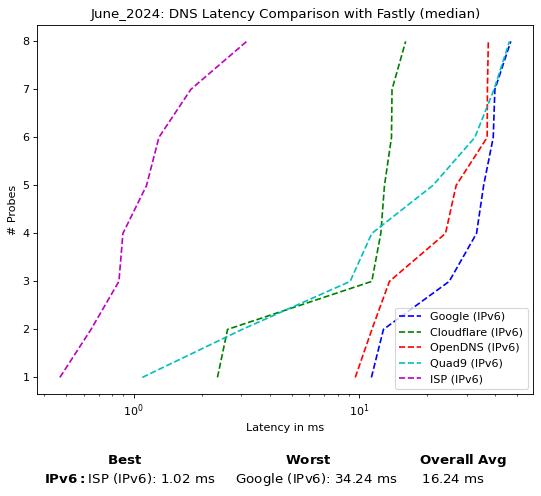 June_2024: DNS Latency Comparison with Fastly (median)
8
7
6
5
4
3
2
1
# Probes
Google (IPv6)
Cloudflare (IPv6)
OpenDNS (IPv6)
Quad9 (IPv6)
ISP (IPv6)
10⁰ 10¹
Latency in ms
Best Worst Overall Avg
IPv6: ISP (IPv6): 1.02 ms Google (IPv6): 34.24 ms 16.24 ms